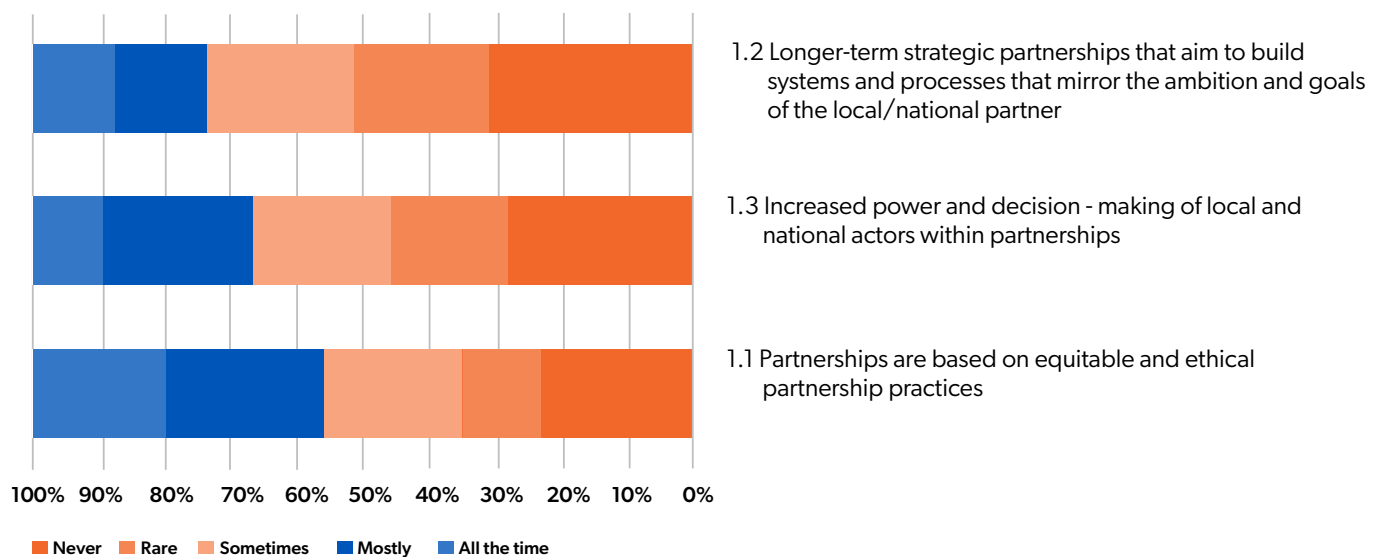 1.2 Longer-term strategic partnerships that aim to build
systems and processes that mirror the ambition and goals
of the local/national partner
1.3 Increased power and decision - making of local and
national actors within partnerships
1.1 Partnerships are based on equitable and ethical
partnership practices
100% 90% 80% 70% 60% 50% 40% 30% 20% 10% 0%
Never Rare Sometimes Mostly All the time